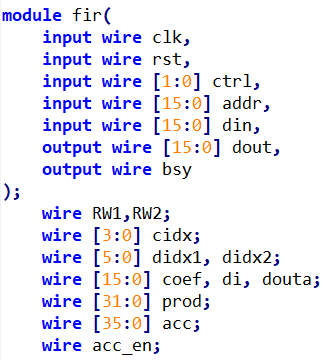 module fir(
input wire clk,
input wire rst,
input wire [1:0] ctrl,
input wire [15:0] addr,
input wire [15:0] din,
output wire [15:0] dout,
output wire bsy
);
wire RW1,RW2;
wire [3:0] cidx;
wire [5:0] didx1, didx2;
wire [15:0] coef, di, douta;
wire [31:0] prod;
wire [35:0] acc;
wire acc_en;